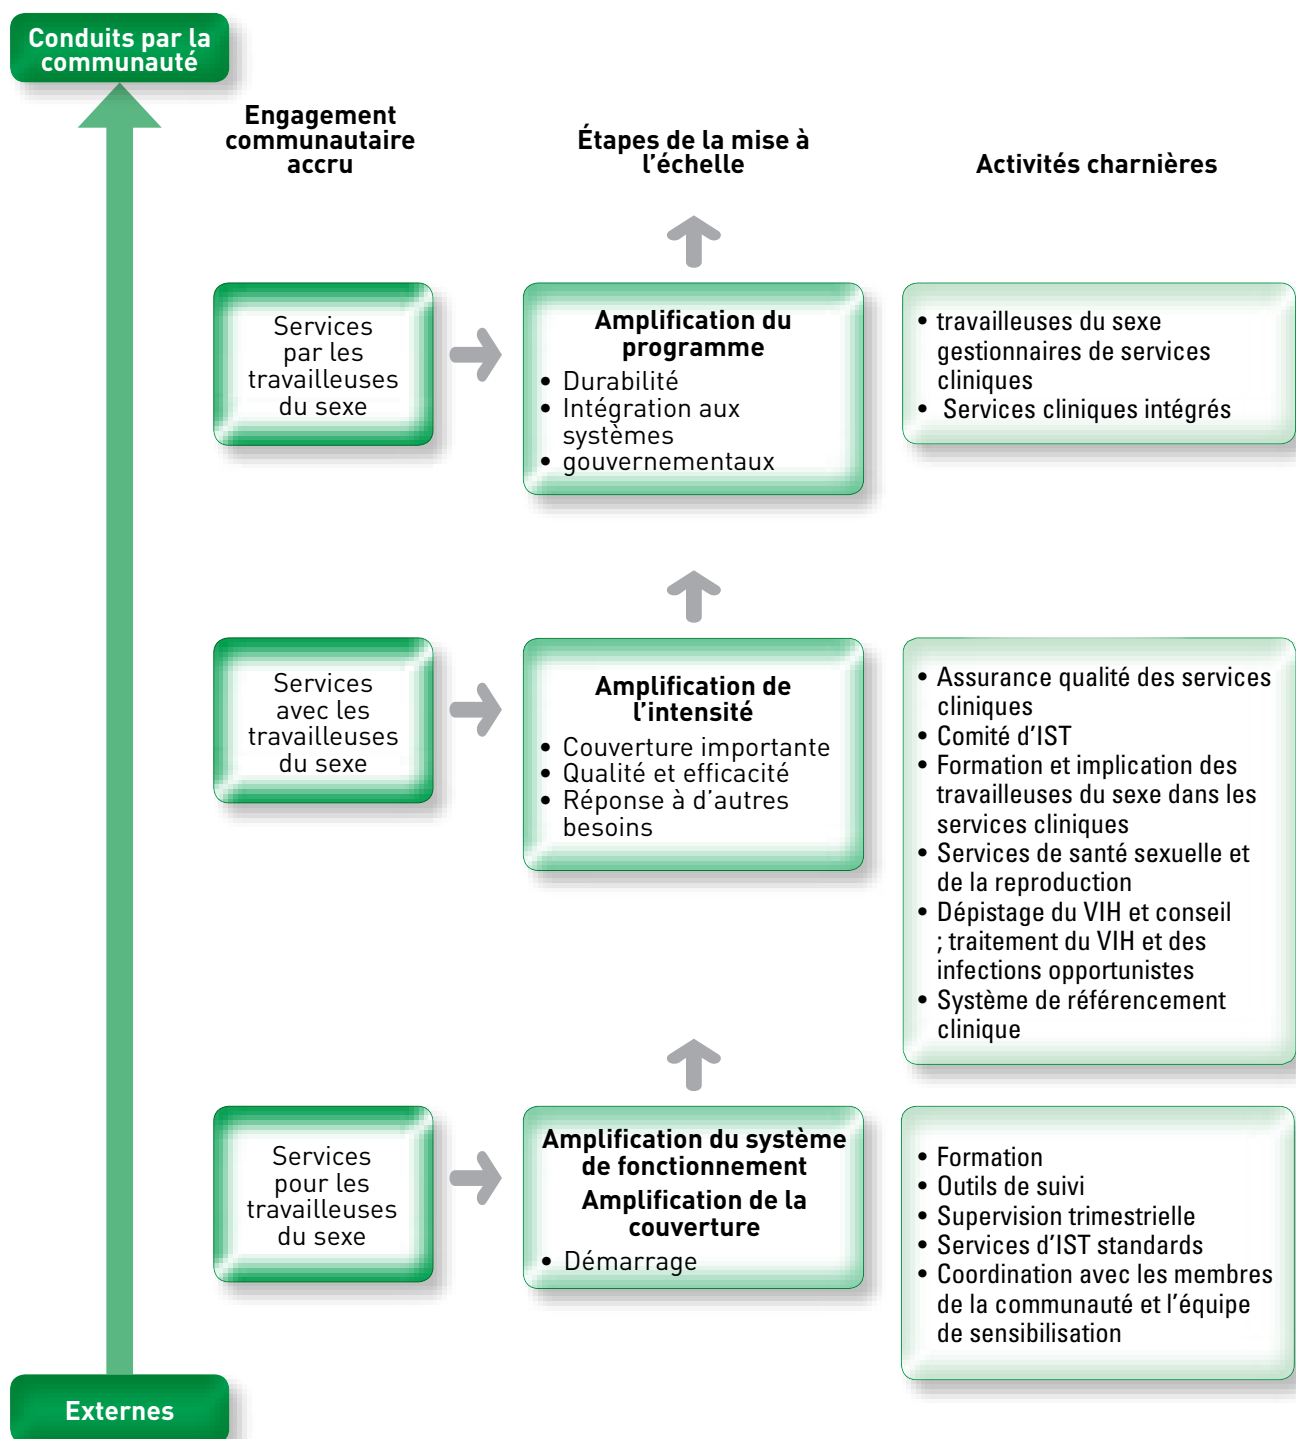 Conduits par la
communauté
Engagement
communautaire
accru
Étapes de la mise à
l’échelle
Activités charnières
Services
par les
travailleuses
du sexe
Amplification du
programme
• Durabilité
• Intégration aux
systèmes
• gouvernementaux
• travailleuses du sexe
gestionnaires de services
cliniques
• Services cliniques intégrés
Services
avec les
travailleuses
du sexe
Amplification de
l’intensité
• Couverture importante
• Qualité et efficacité
• Réponse à d’autres
besoins
• Assurance qualité des services
cliniques
• Comité d’IST
• Formation et implication des
travailleuses du sexe dans les
services cliniques
• Services de santé sexuelle et
de la reproduction
• Dépistage du VIH et conseil
; traitement du VIH et des
infections opportunistes
• Système de référencement
clinique
Services
pour les
travailleuses
du sexe
Amplification du système
de fonctionnement
Amplification de la
couverture
• Démarrage
• Formation
• Outils de suivi
• Supervision trimestrielle
• Services d’IST standards
• Coordination avec les membres
de la communauté et l’équipe
de sensibilisation
Externes